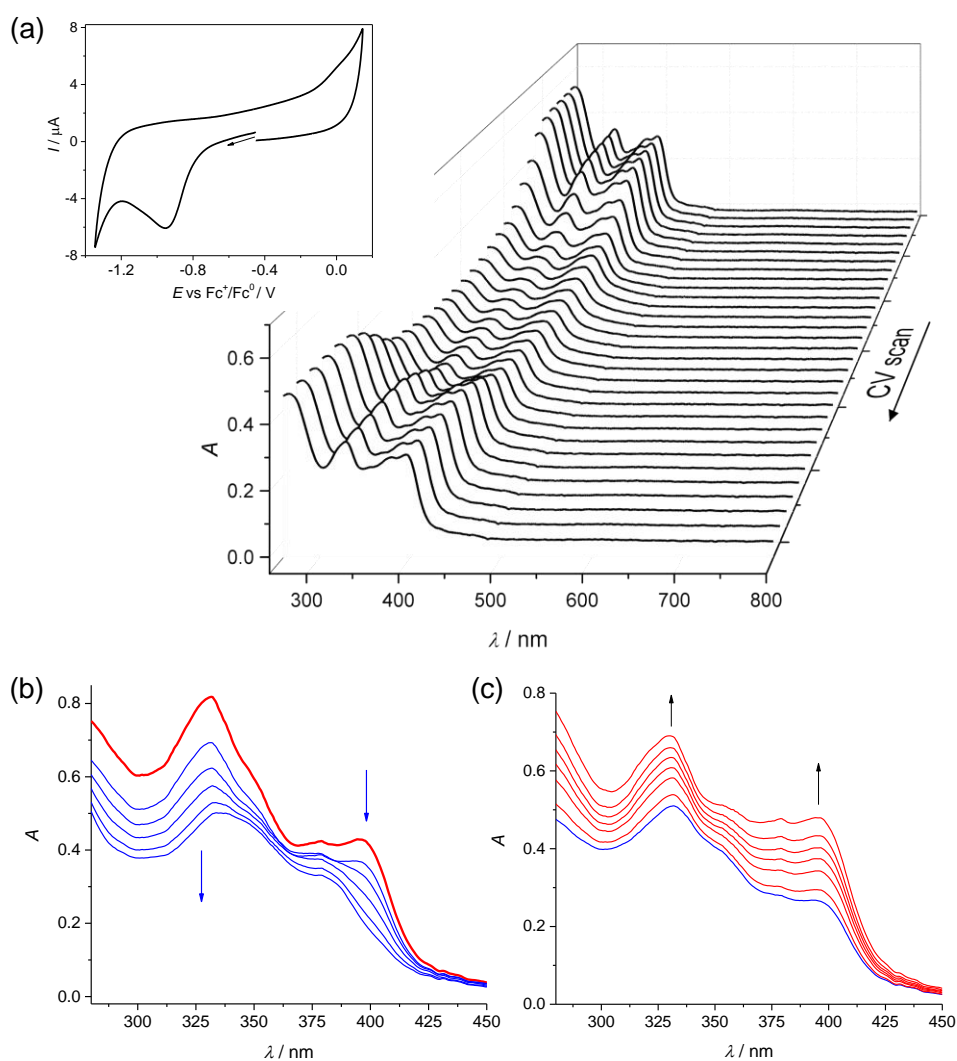 (a)
8
4
0
-4
-8
I / μA
-1.2 -0.8 -0.4 0.0
E vs Fc⁺/Fc⁰ / V
CV scan
0.6
0.4
0.2
0.0
A
300 400 500 600 700 800
λ / nm
(b)
0.8
0.6
0.4
0.2
0.0
A
300 325 350 375 400 425 450
λ / nm
(c)
0.8
0.6
0.4
0.2
0.0
A
300 325 350 375 400 425 450
λ / nm